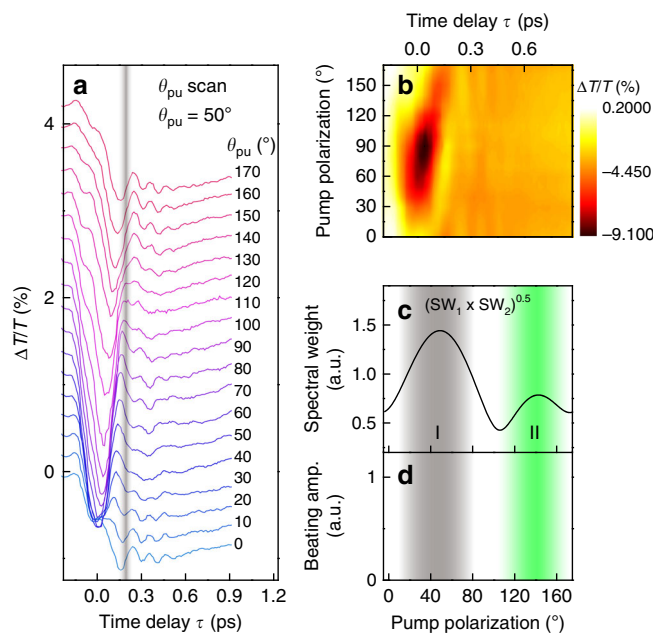 a
θpu scan
θpu = 50°
θpu (°)
170
160
150
140
130
120
110
100
90
80
70
60
50
40
30
20
10
0
4
2
0
ΔT/T (%)
0.0
0.3
0.6
0.9
1.2
Time delay τ (ps)
Time delay τ (ps)
0.0
0.6
b
Pump polarization (°)
150
120
90
60
30
0
ΔT/T (%)
0.2000
−4.450
−9.100
c
(SW1 x SW2)^0.5
Spectral weight
(a.u.)
1.5
1.0
0.5
I
II
d
Beating amp.
(a.u.)
1
0
0
40
80
120
160
Pump polarization (°)